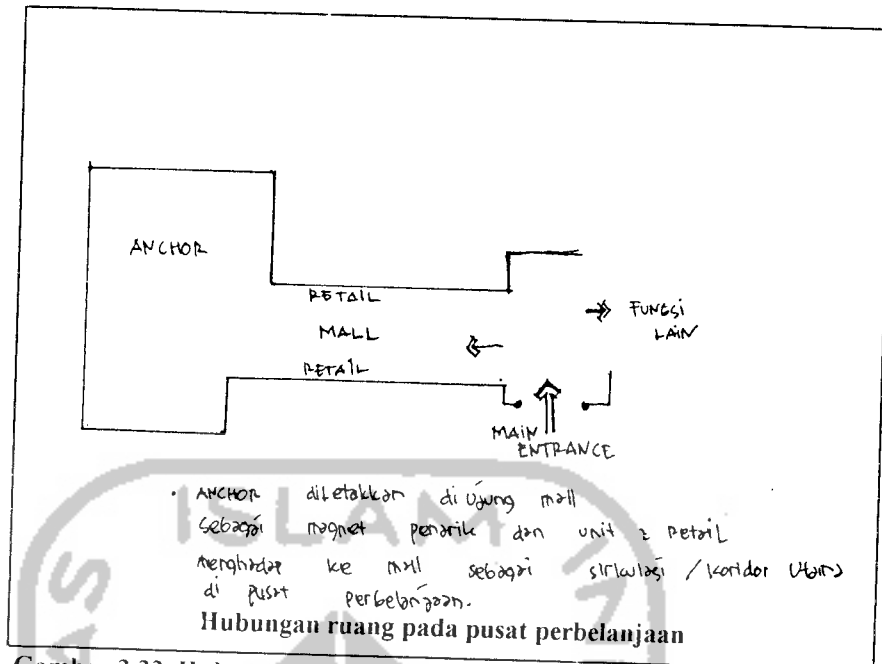 ANCHOR
RETAIL
MALL
RETAIL
FUNGSI
LAIN
MAIN
ENTRANCE
• ANCHOR diletakkan di ujung mall
sebagai magnet penarik dan unit 2 retail
menghadap ke mall sebagai sirkulasi / koridor utama
di pusat perbelanjaan.
Hubungan ruang pada pusat perbelanjaan
ISLAM